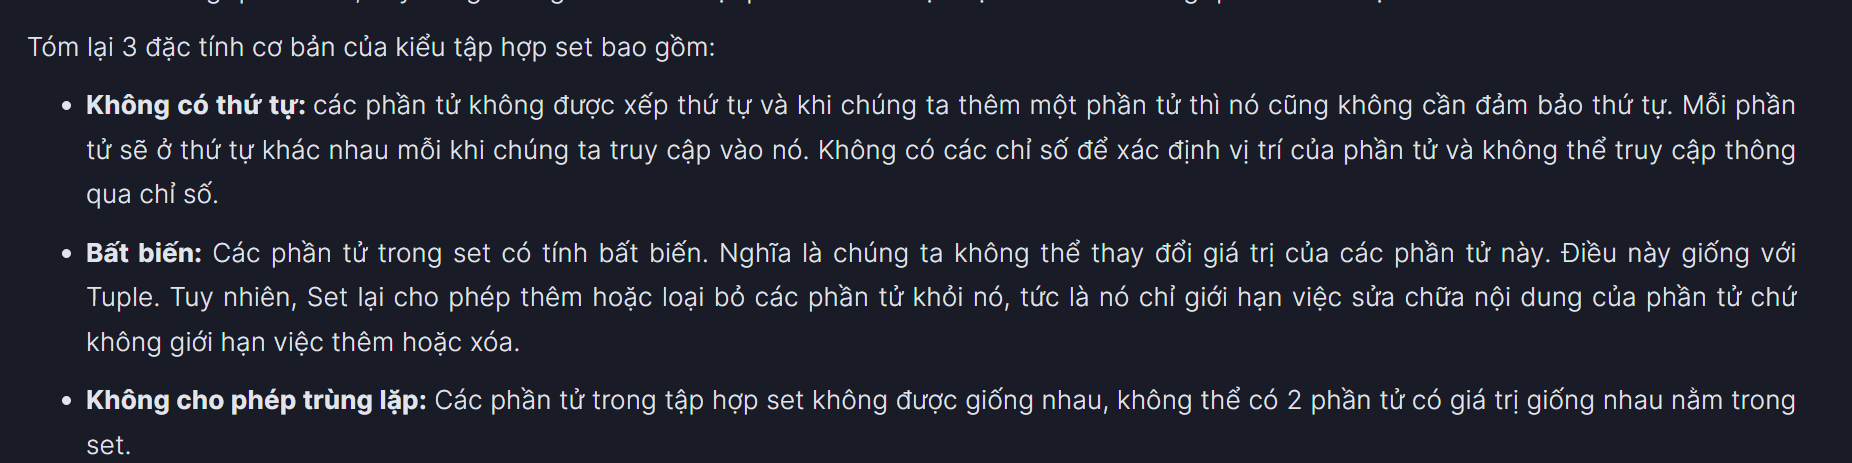 Tóm lại 3 đặc tính cơ bản của kiểu tập hợp set bao gồm:
• Không có thứ tự: các phần tử không được xếp thứ tự và khi chúng ta thêm một phần tử thì nó cũng không cần đảm bảo thứ tự. Mỗi phần
tử sẽ ở thứ tự khác nhau mỗi khi chúng ta truy cập vào nó. Không có các chỉ số để xác định vị trí của phần tử và không thể truy cập thông
qua chỉ số.
• Bất biến: Các phần tử trong set có tính bất biến. Nghĩa là chúng ta không thể thay đổi giá trị của các phần tử này. Điều này giống với
Tuple. Tuy nhiên, Set lại cho phép thêm hoặc loại bỏ các phần tử khỏi nó, tức là nó chỉ giới hạn việc sửa chữa nội dung của phần tử chứ
không giới hạn việc thêm hoặc xóa.
• Không cho phép trùng lặp: Các phần tử trong tập hợp set không được giống nhau, không thể có 2 phần tử có giá trị giống nhau nằm trong
set.